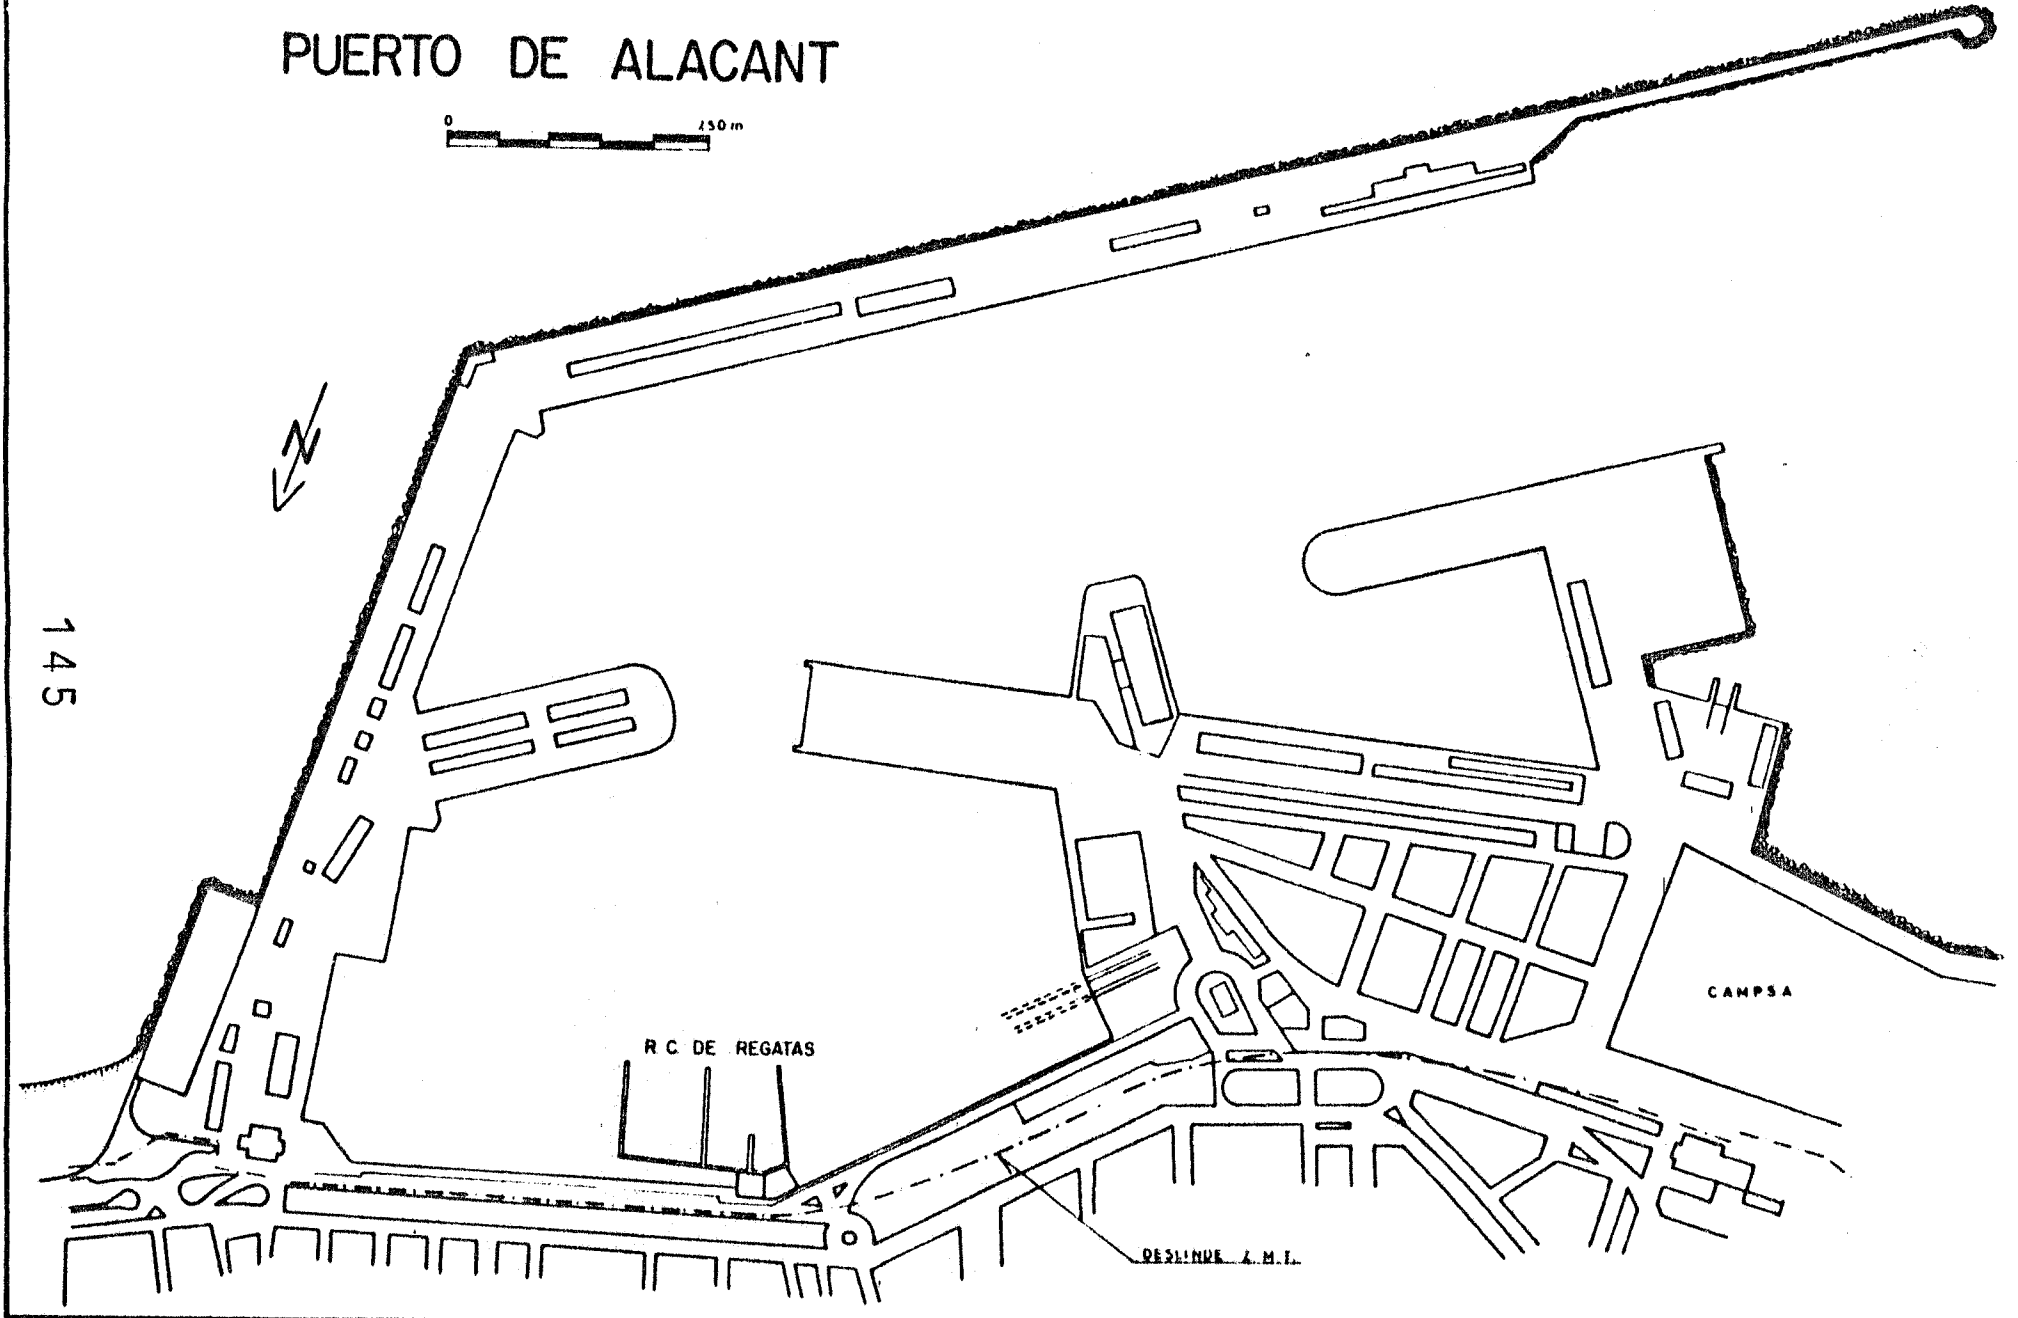 PUERTO DE ALACANT
0 250 m
N
145
R C. DE REGATAS
CAMPSA
DESLINDE Z. M. T.